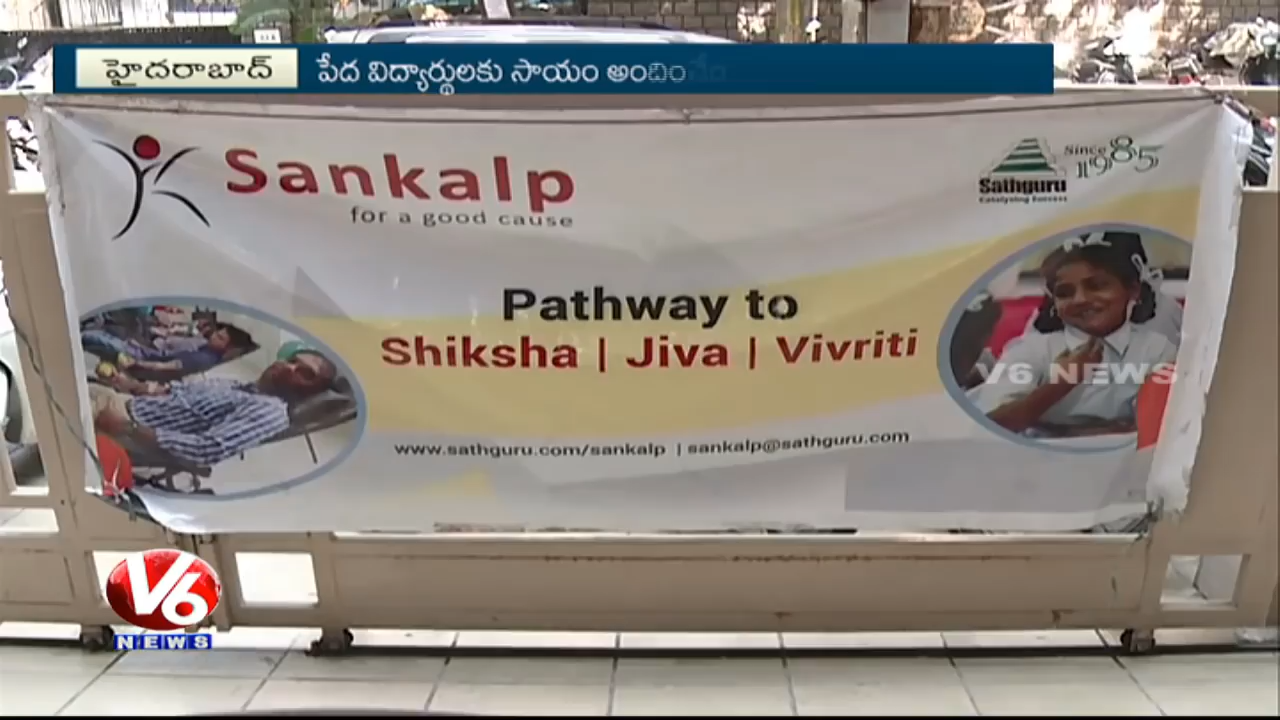 హైదరాబాద్
పేద విద్యార్థులకు సాయం
Sankalp
for a good cause
Sathguru
Catalysing Success
Since
1985
Pathway to
Shiksha | Jiva | Vivriti
www.sathguru.com/sankalp | sankalp@sathguru.com
V6 NEWS
V6
NEWS